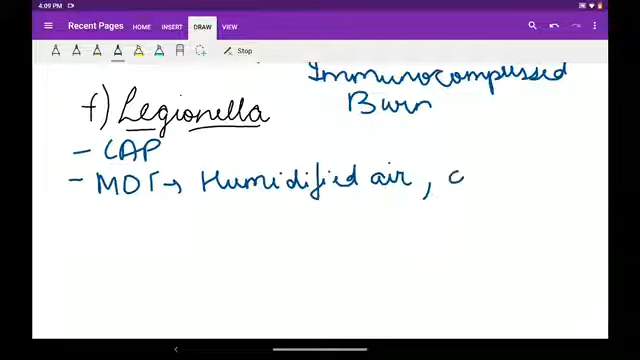 4:09 PM
Recent Pages HOME INSERT DRAW VIEW
Stop
Immunocompressed
Burn
f) Legionella
- CAP
- MOT → Humidified air, c